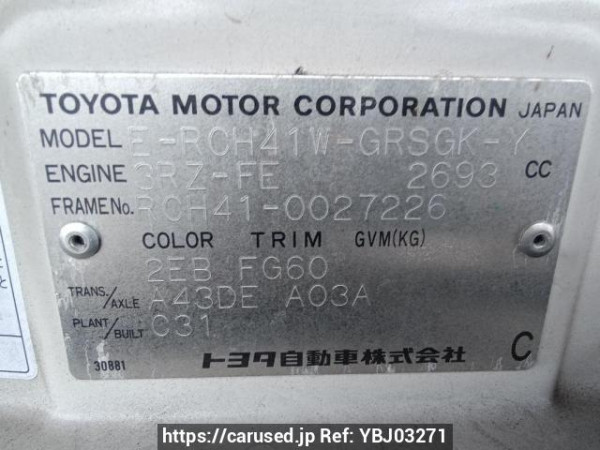 TOYOTA MOTOR CORPORATION JAPAN
MODEL E-RCH41W-GRSGK-Y
ENGINE 3RZ-FE 2693 CC
FRAME No. RCH41-0027226
COLOR TRIM GVM(KG)
2EB FG60
TRANS./AXLE A43DE A03A
PLANT/BUILT C31
30881 トヨタ自動車株式会社 C
https://carused.jp Ref: YBJ03271